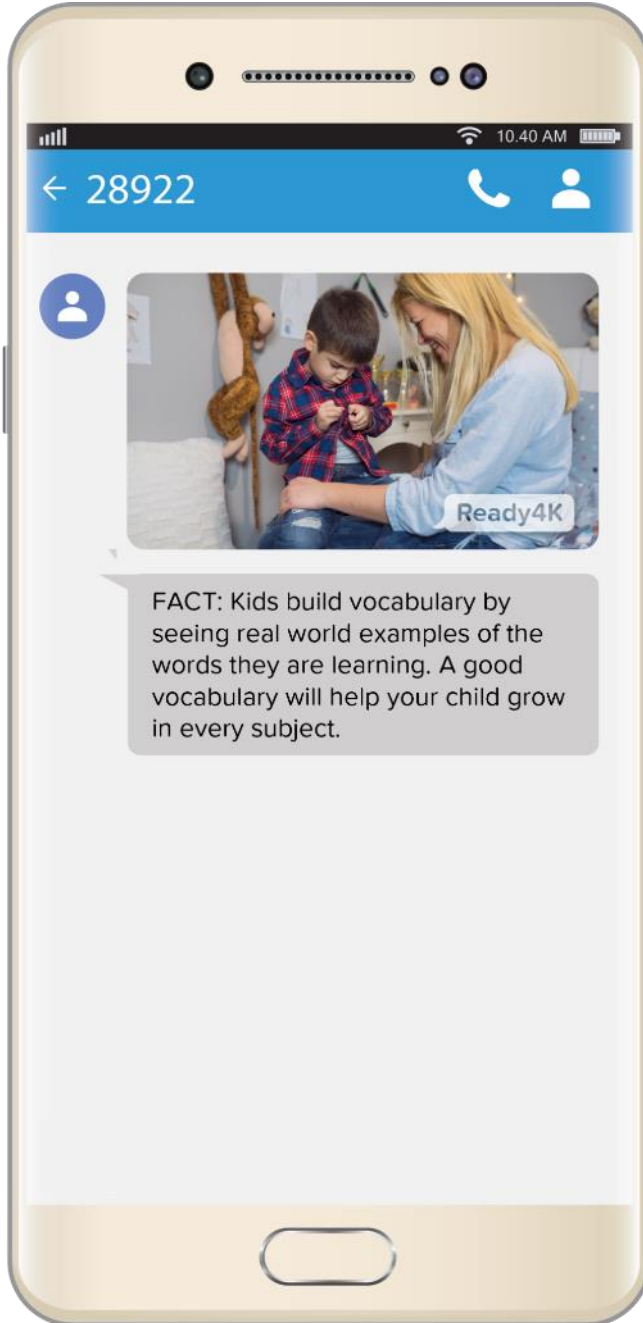 10.40 AM
28922
Ready4K
FACT: Kids build vocabulary by
seeing real world examples of the
words they are learning. A good
vocabulary will help your child grow
in every subject.